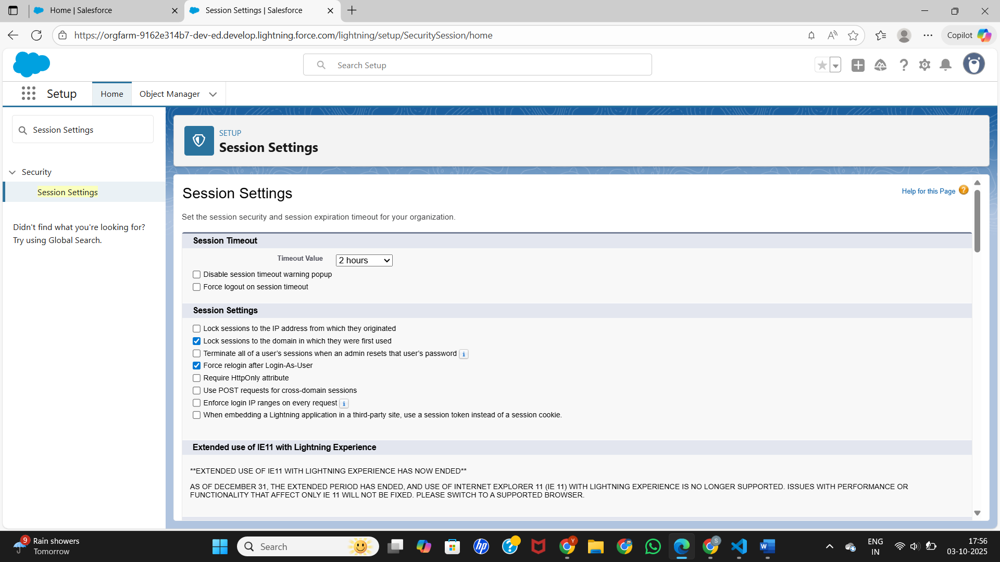 Home | Salesforce
Session Settings | Salesforce
https://orgfarm-9162e314b7-dev-ed.develop.lightning.force.com/lightning/setup/SecuritySession/home
Copilot
Search Setup
Setup
Home
Object Manager
Session Settings
Security
Session Settings
Didn't find what you're looking for?
Try using Global Search.
SETUP
Session Settings
Session Settings
Help for this Page
Set the session security and session expiration timeout for your organization.
Session Timeout
Timeout Value
2 hours
Disable session timeout warning popup
Force logout on session timeout
Session Settings
Lock sessions to the IP address from which they originated
Lock sessions to the domain in which they were first used
Terminate all of a user’s sessions when an admin resets that user’s password
Force relogin after Login-As-User
Require HttpOnly attribute
Use POST requests for cross-domain sessions
Enforce login IP ranges on every request
When embedding a Lightning application in a third-party site, use a session token instead of a session cookie.
Extended use of IE11 with Lightning Experience
**EXTENDED USE OF IE11 WITH LIGHTNING EXPERIENCE HAS NOW ENDED**
AS OF DECEMBER 31, THE EXTENDED PERIOD HAS ENDED, AND USE OF INTERNET EXPLORER 11 (IE 11) WITH LIGHTNING EXPERIENCE IS NO LONGER SUPPORTED. ISSUES WITH PERFORMANCE OR
FUNCTIONALITY THAT AFFECT ONLY IE 11 WILL NOT BE FIXED. PLEASE SWITCH TO A SUPPORTED BROWSER.
9
Rain showers
Tomorrow
Search
hp
Y
S
W
ENG
IN
17:56
03-10-2025